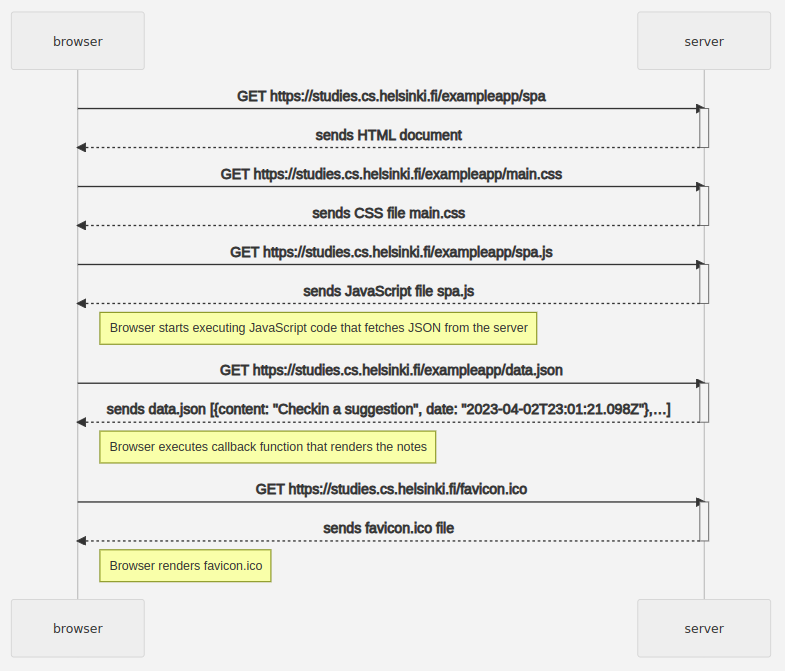 browser
server
GET https://studies.cs.helsinki.fi/exampleapp/spa
sends HTML document
GET https://studies.cs.helsinki.fi/exampleapp/main.css
sends CSS file main.css
GET https://studies.cs.helsinki.fi/exampleapp/spa.js
sends JavaScript file spa.js
Browser starts executing JavaScript code that fetches JSON from the server
GET https://studies.cs.helsinki.fi/exampleapp/data.json
sends data.json [{content: "Checkin a suggestion", date: "2023-04-02T23:01:21.098Z"},...]
Browser executes callback function that renders the notes
GET https://studies.cs.helsinki.fi/favicon.ico
sends favicon.ico file
Browser renders favicon.ico
browser
server